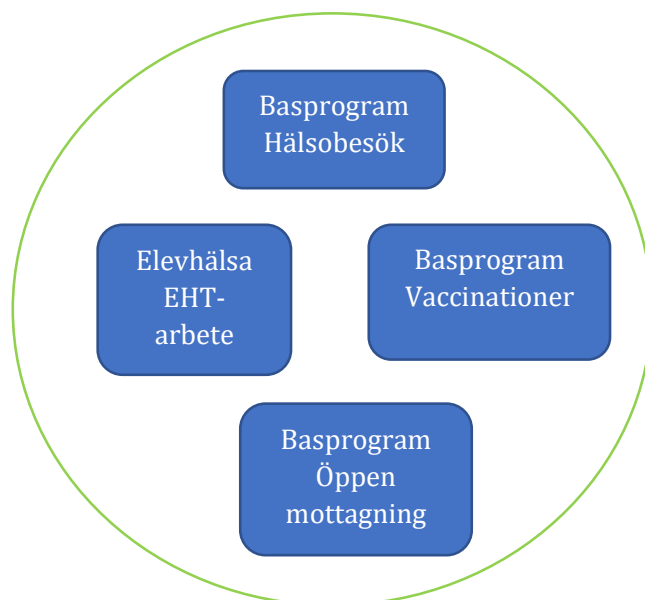 Basprogram
Hälsobesök
Elevhälsa
EHT-
arbete
Basprogram
Vaccinationer
Basprogram
Öppen
mottagning